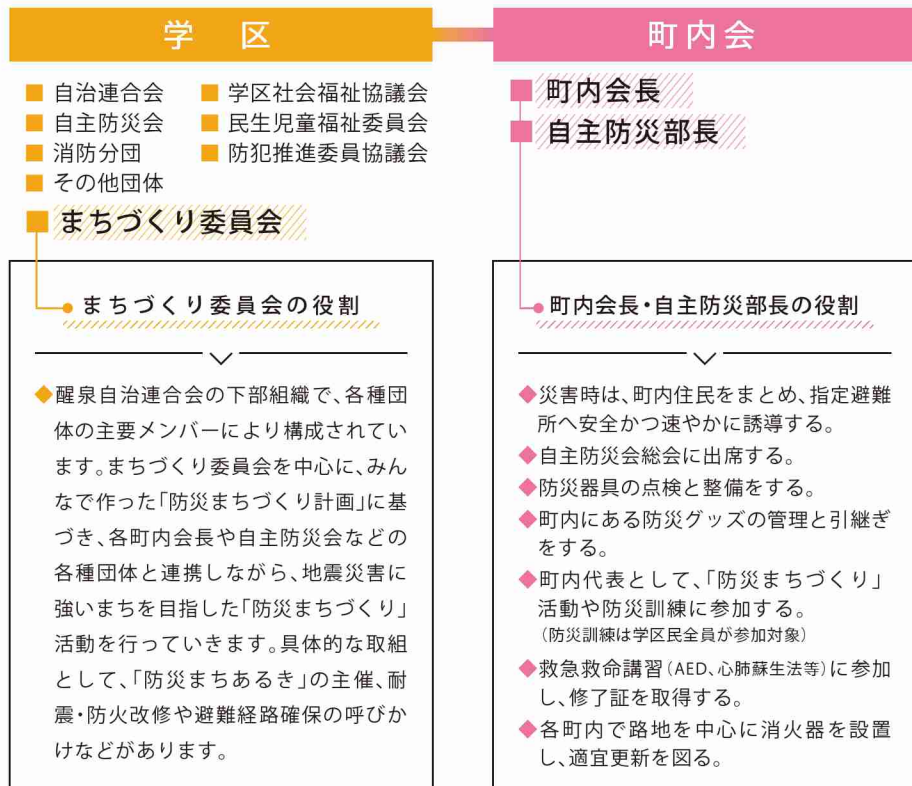 学 区
自治連合会
自主防災会
消防分団
その他団体
学区社会福祉協議会
民生児童福祉委員会
防犯推進委員協議会
まちづくり委員会
まちづくり委員会の役割
◆醒泉自治連合会の下部組織で、各種団
体の主要メンバーにより構成されてい
ます。まちづくり委員会を中心に、みん
なで作った「防災まちづくり計画」に基
づき、各町内会長や自主防災会などの
各種団体と連携しながら、地震災害に
強いまちを目指した「防災まちづくり」
活動を行っていきます。具体的な取組
として、「防災まちあるき」の主催、耐
震・防火改修や避難経路確保の呼びか
けなどがあります。
町内会
町内会長
自主防災部長
町内会長・自主防災部長の役割
◆災害時は、町内住民をまとめ、指定避難
所へ安全かつ速やかに誘導する。
◆自主防災会総会に出席する。
◆防災器具の点検と整備をする。
◆町内にある防災グッズの管理と引継ぎ
をする。
◆町内代表として、「防災まちづくり」
活動や防災訓練に参加する。
（防災訓練は学区民全員が参加対象）
◆救急救命講習（AED、心肺蘇生法等）に参加
し、修了証を取得する。
◆各町内で路地を中心に消火器を設置
し、適宜更新を図る。